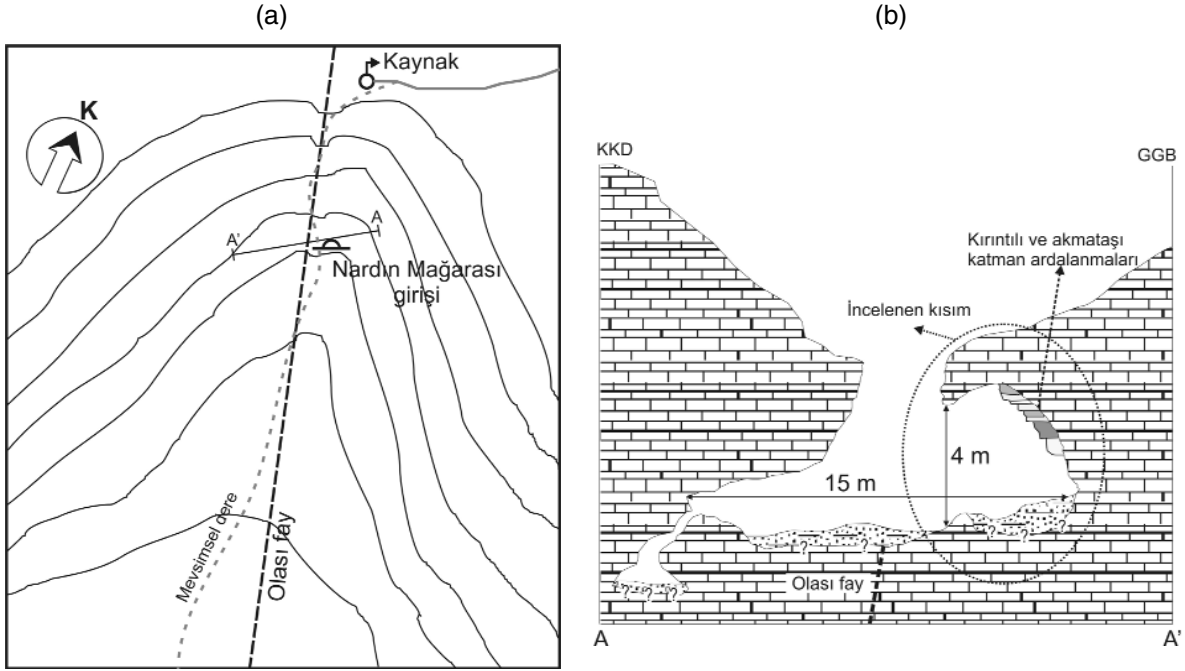 (a)
(b)
Kaynak
K
A'
A
Nardın Mağarası
girişi
Mevsimsel dere
Olası fay
KKD
GGB
Kırıntılı ve akmataşı
katman ardalanmaları
İncelenen kısım
4 m
15 m
? ? ? ?
Olası fay
? ? ?
A
A'